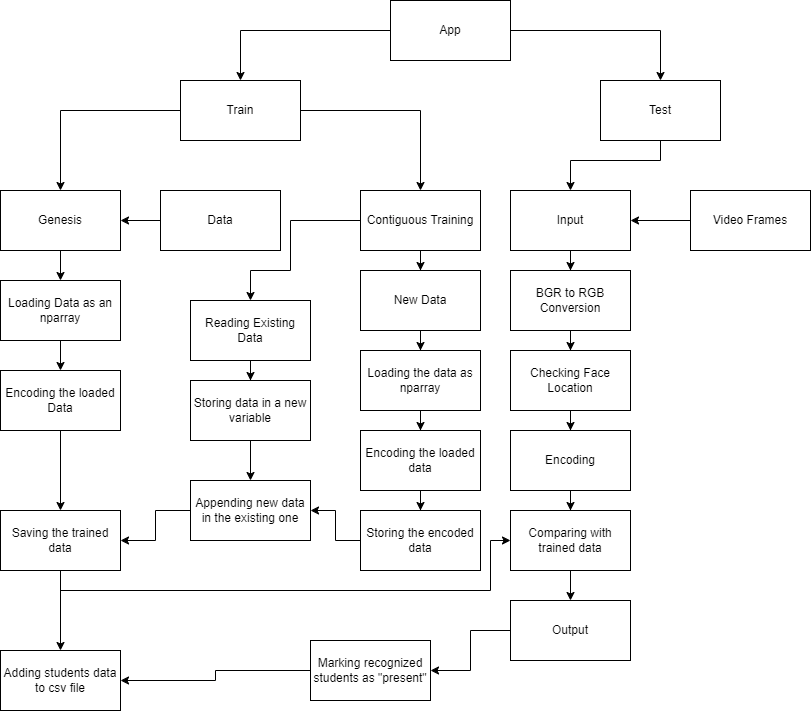 App
Train
Test
Genesis
Data
Contiguous Training
Input
Video Frames
Loading Data as an
nparray
Reading Existing
Data
New Data
BGR to RGB
Conversion
Encoding the loaded
Data
Storing data in a new
variable
Loading the data as
nparray
Checking Face
Location
Encoding the loaded
data
Encoding
Saving the trained
data
Appending new data
in the existing one
Storing the encoded
data
Comparing with
trained data
Output
Adding students data
to csv file
Marking recognized
students as "present"